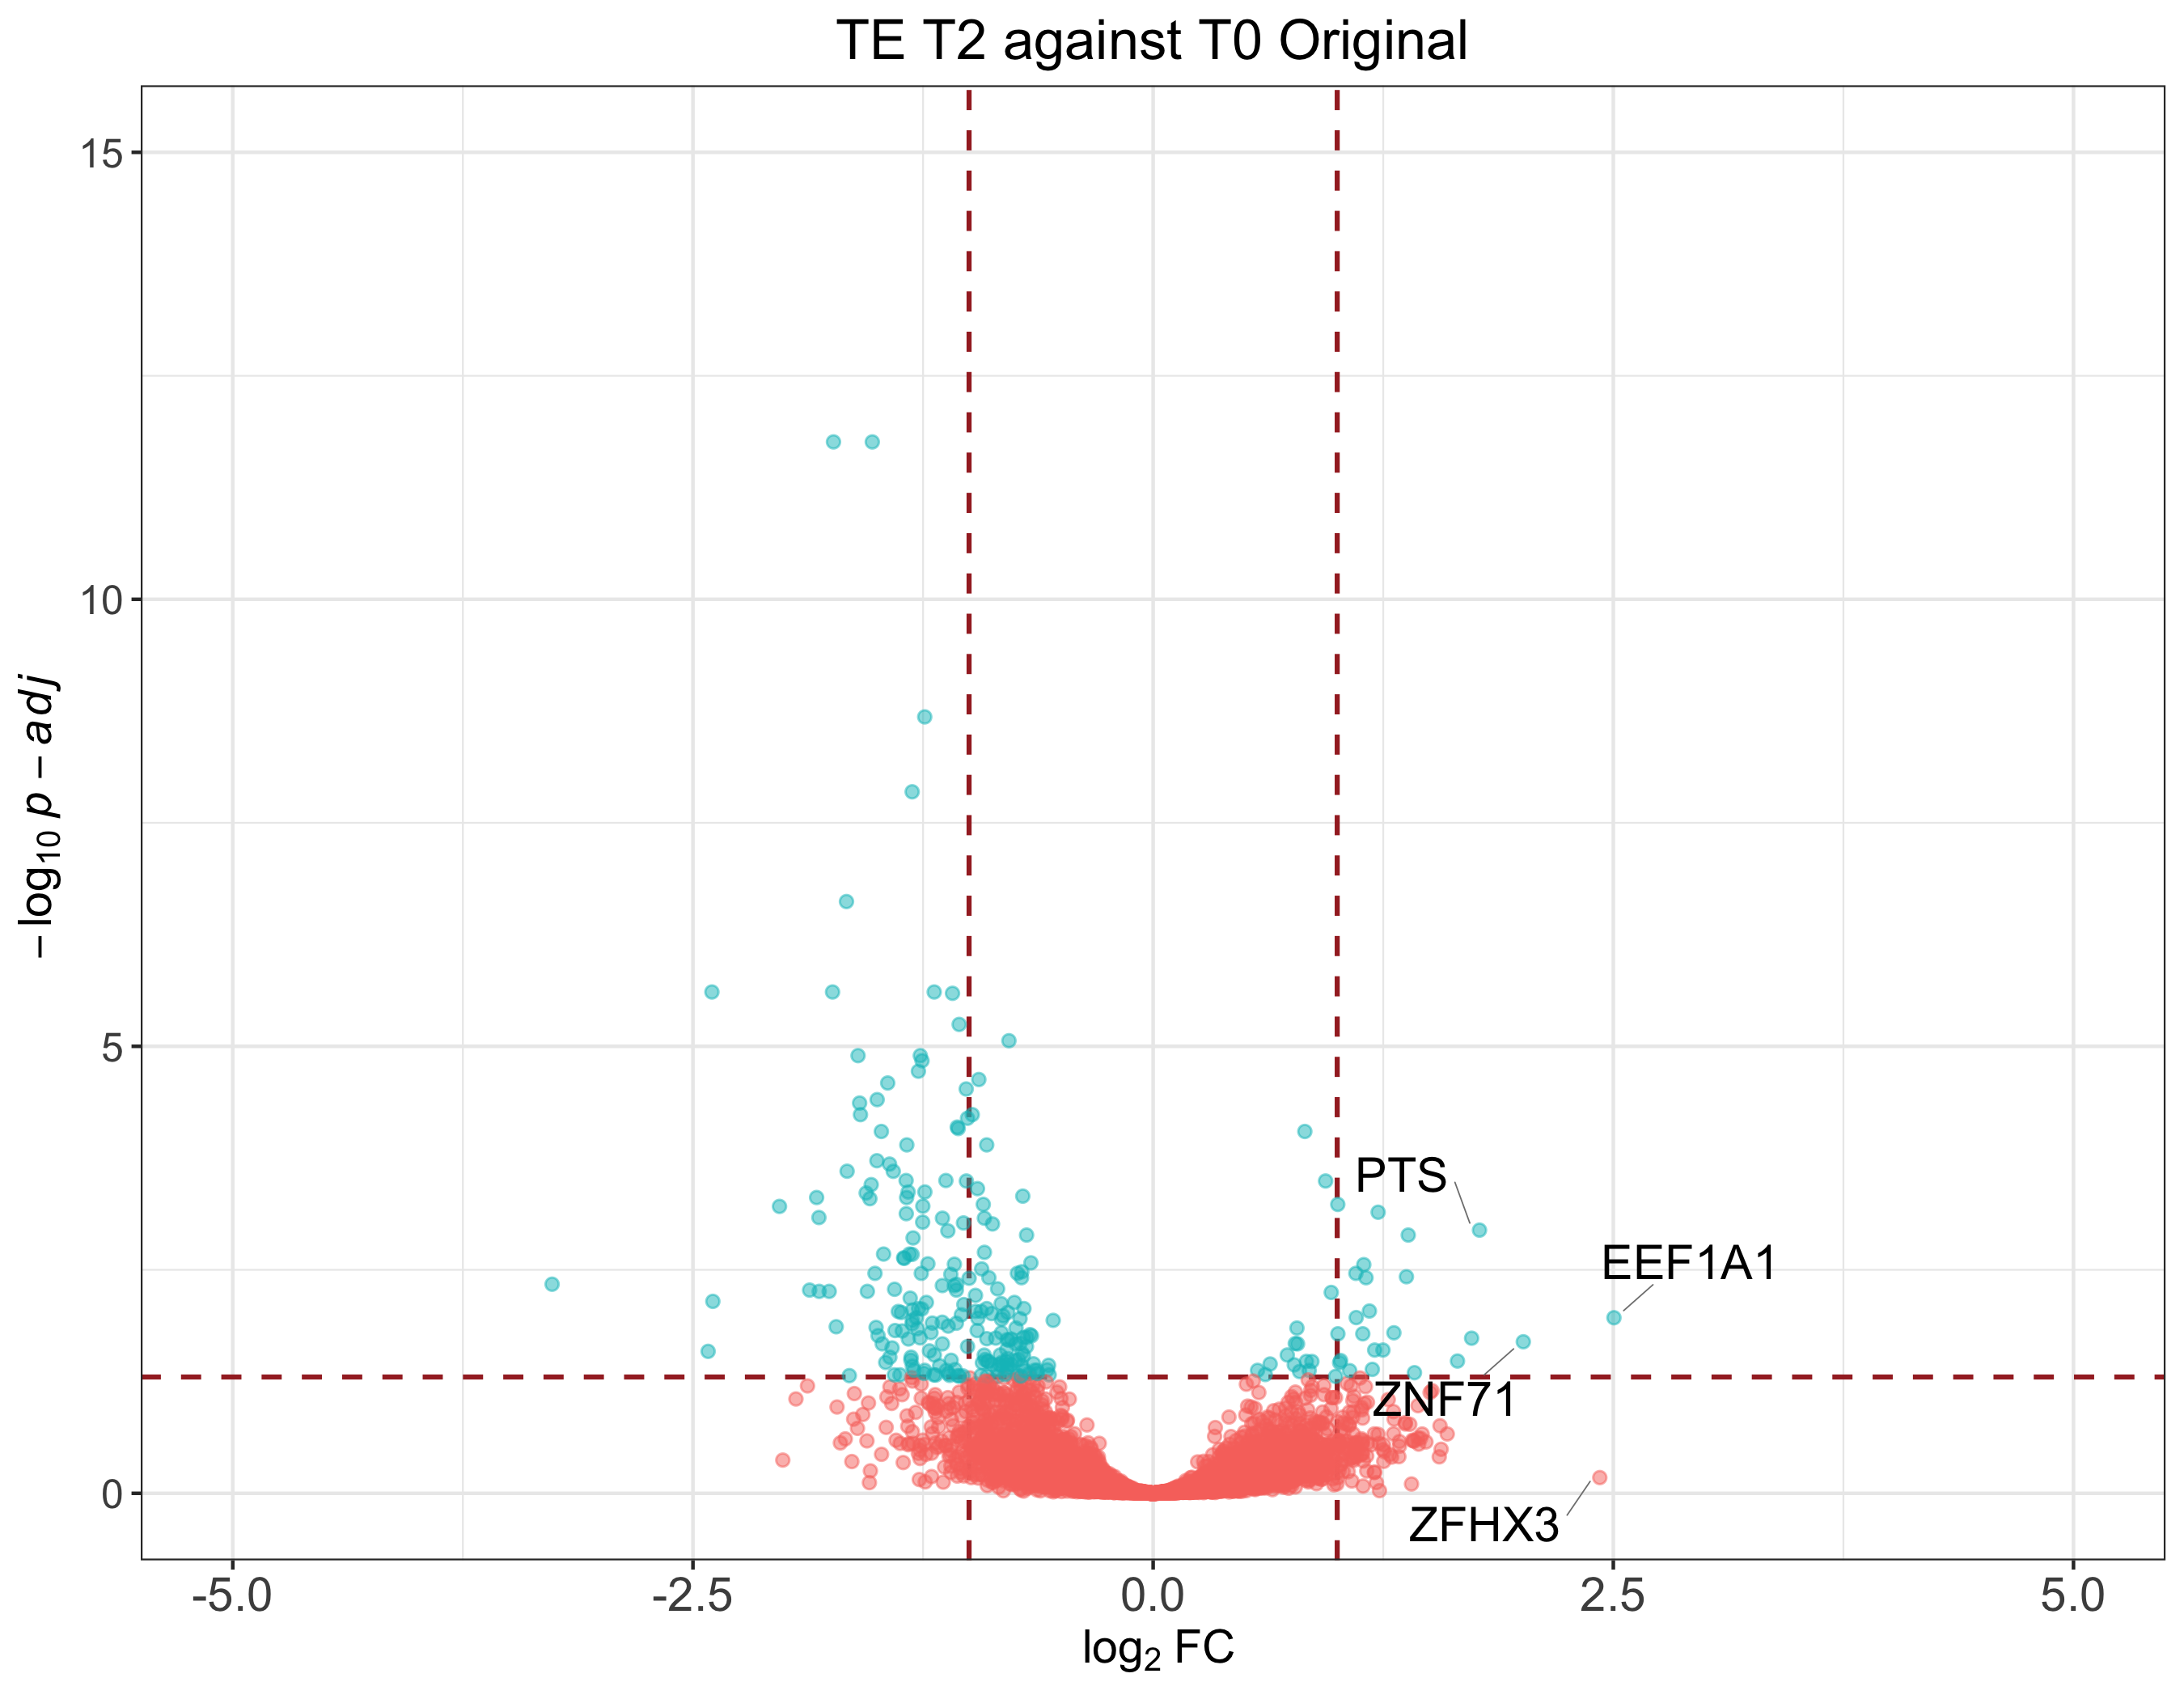 TE T2 against T0 Original
15
10
5
0
−log₁₀ p − adj
PTS
EEF1A1
ZNF71
ZFHX3
-5.0
-2.5
0.0
2.5
5.0
log₂ FC